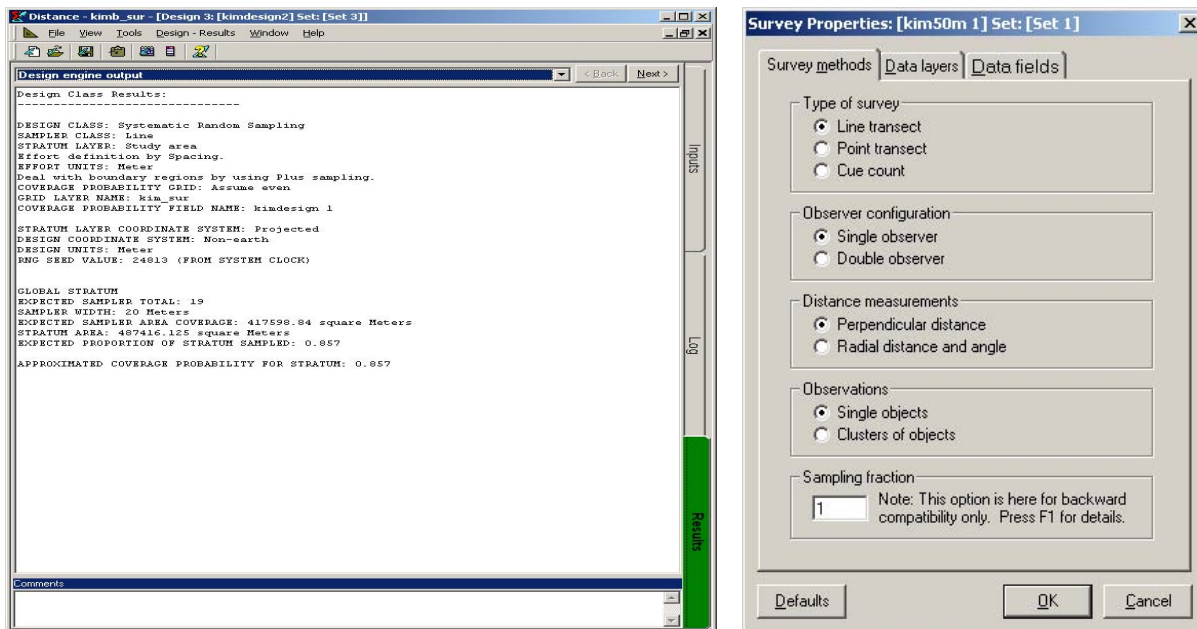 Distance - kimb_sur - [Design 3: [kimdesign2] Set: [Set 3]]
File View Tools Design - Results Window Help
Design engine output
< Back Next >
Design Class Results:
-------------------------------
DESIGN CLASS: Systematic Random Sampling
SAMPLER CLASS: Line
STRATUM LAYER: Study area
Effort definition by Spacing.
EFFORT UNITS: Meter
Deal with boundary regions by using Plus sampling.
COVERAGE PROBABILITY GRID: Assume even
GRID LAYER NAME: kim_sur
COVERAGE PROBABILITY FIELD NAME: kimdesign 1
STRATUM LAYER COORDINATE SYSTEM: Projected
DESIGN COORDINATE SYSTEM: Non-earth
DESIGN UNITS: Meter
RNG SEED VALUE: 24813 (FROM SYSTEM CLOCK)
GLOBAL STRATUM
EXPECTED SAMPLER TOTAL: 19
SAMPLER WIDTH: 20 Meters
EXPECTED SAMPLER AREA COVERAGE: 417598.84 square Meters
STRATUM AREA: 487416.125 square Meters
EXPECTED PROPORTION OF STRATUM SAMPLED: 0.857
APPROXIMATED COVERAGE PROBABILITY FOR STRATUM: 0.857
Inputs
Log
Results
Comments
Survey Properties: [kim50m 1] Set: [Set 1]
Survey methods Data layers Data fields
Type of survey
Line transect
Point transect
Cue count
Observer configuration
Single observer
Double observer
Distance measurements
Perpendicular distance
Radial distance and angle
Observations
Single objects
Clusters of objects
Sampling fraction
1
Note: This option is here for backward
compatibility only. Press F1 for details.
Defaults OK Cancel